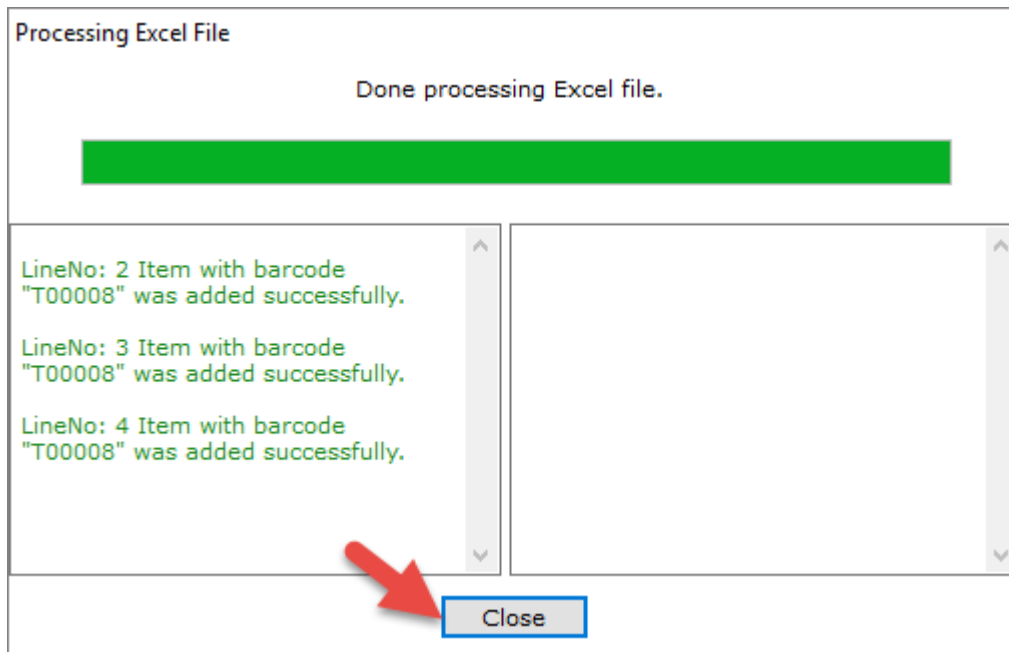 Processing Excel File
Done processing Excel file.
LineNo: 2 Item with barcode
"T00008" was added successfully.
LineNo: 3 Item with barcode
"T00008" was added successfully.
LineNo: 4 Item with barcode
"T00008" was added successfully.
Close